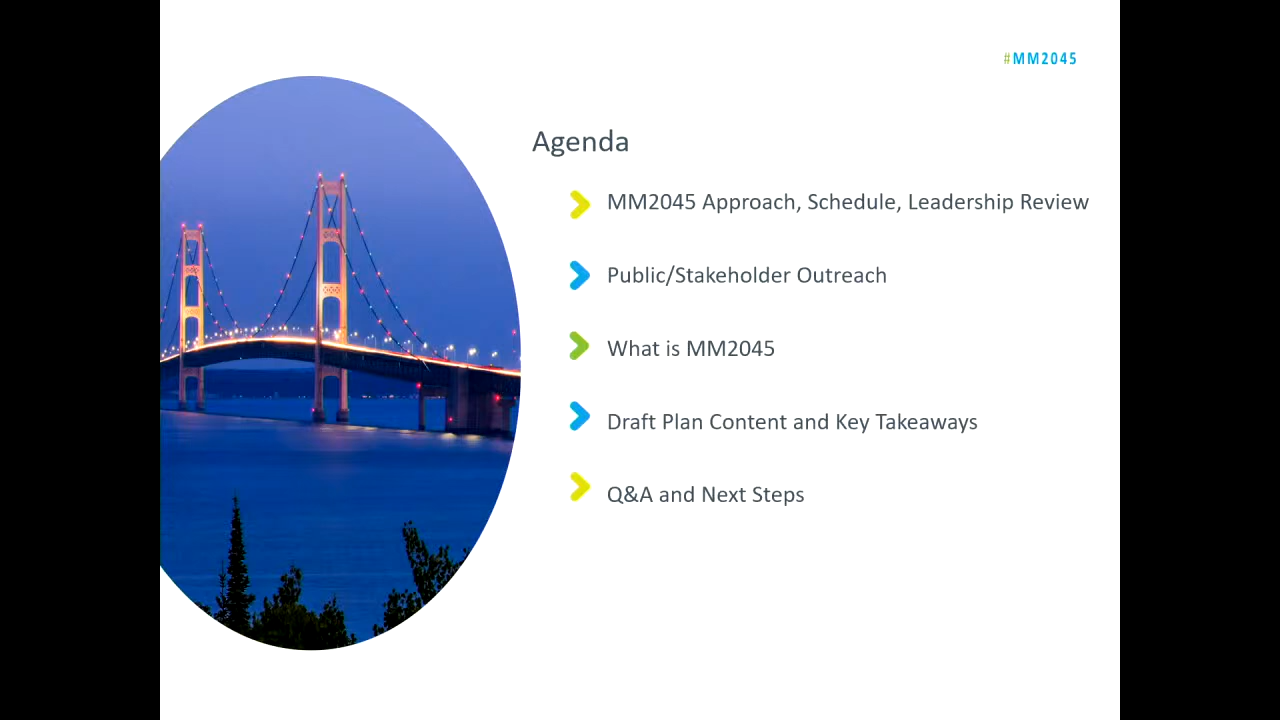 #MM2045
Agenda
MM2045 Approach, Schedule, Leadership Review
Public/Stakeholder Outreach
What is MM2045
Draft Plan Content and Key Takeaways
Q&A and Next Steps